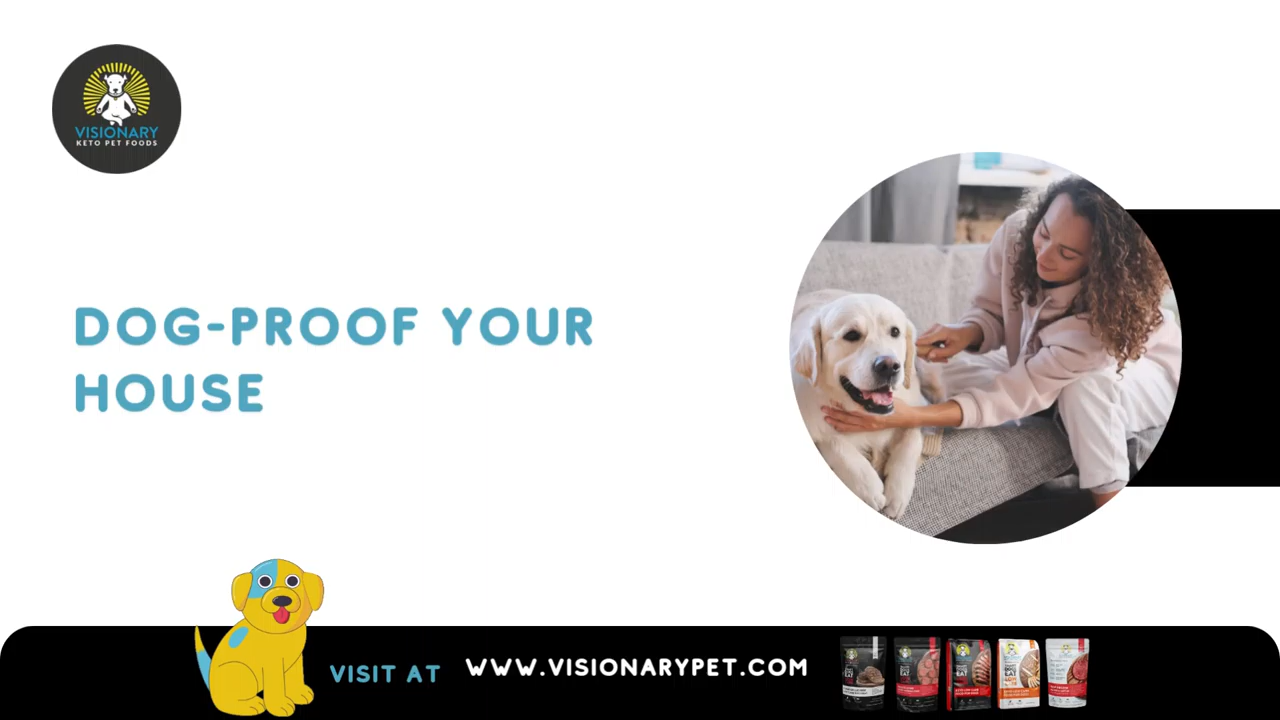 VISIONARY
KETO PET FOODS
DOG-PROOF YOUR
HOUSE
VISIT AT WWW.VISIONARYPET.COM